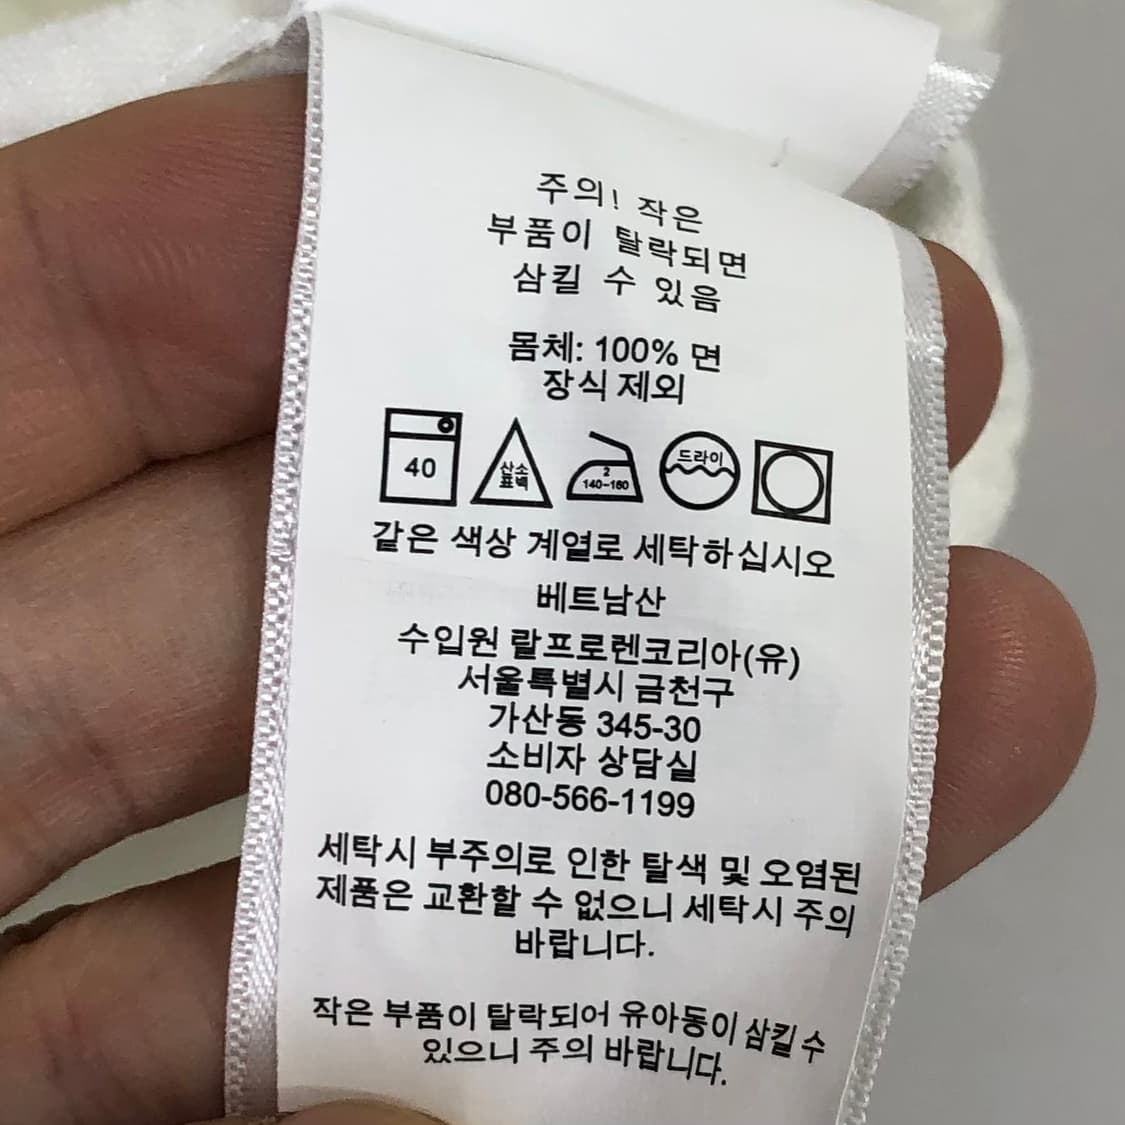 주의! 작은
부품이 탈락되면
삼킬 수 있음
몸체: 100% 면
장식 제외
40
산소
표백
2
140-160
드라이
같은 색상 계열로 세탁하십시오
베트남산
수입원 랄프로렌코리아(유)
서울특별시 금천구
가산동 345-30
소비자 상담실
080-566-1199
세탁시 부주의로 인한 탈색 및 오염된
제품은 교환할 수 없으니 세탁시 주의
바랍니다.
작은 부품이 탈락되어 유아동이 삼킬 수
있으니 주의 바랍니다.